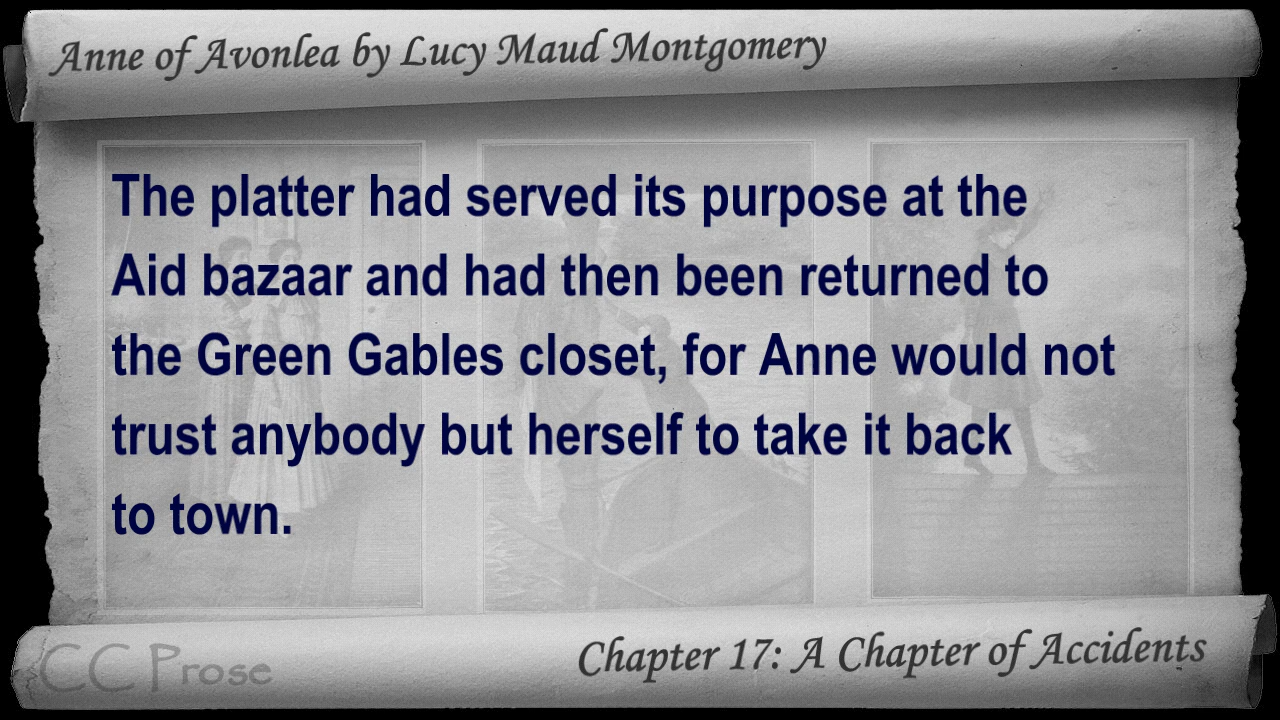 Anne of Avonlea by Lucy Maud Montgomery
The platter had served its purpose at the
Aid bazaar and had then been returned to
the Green Gables closet, for Anne would not
trust anybody but herself to take it back
to town.
CC Prose
Chapter 17: A Chapter of Accidents